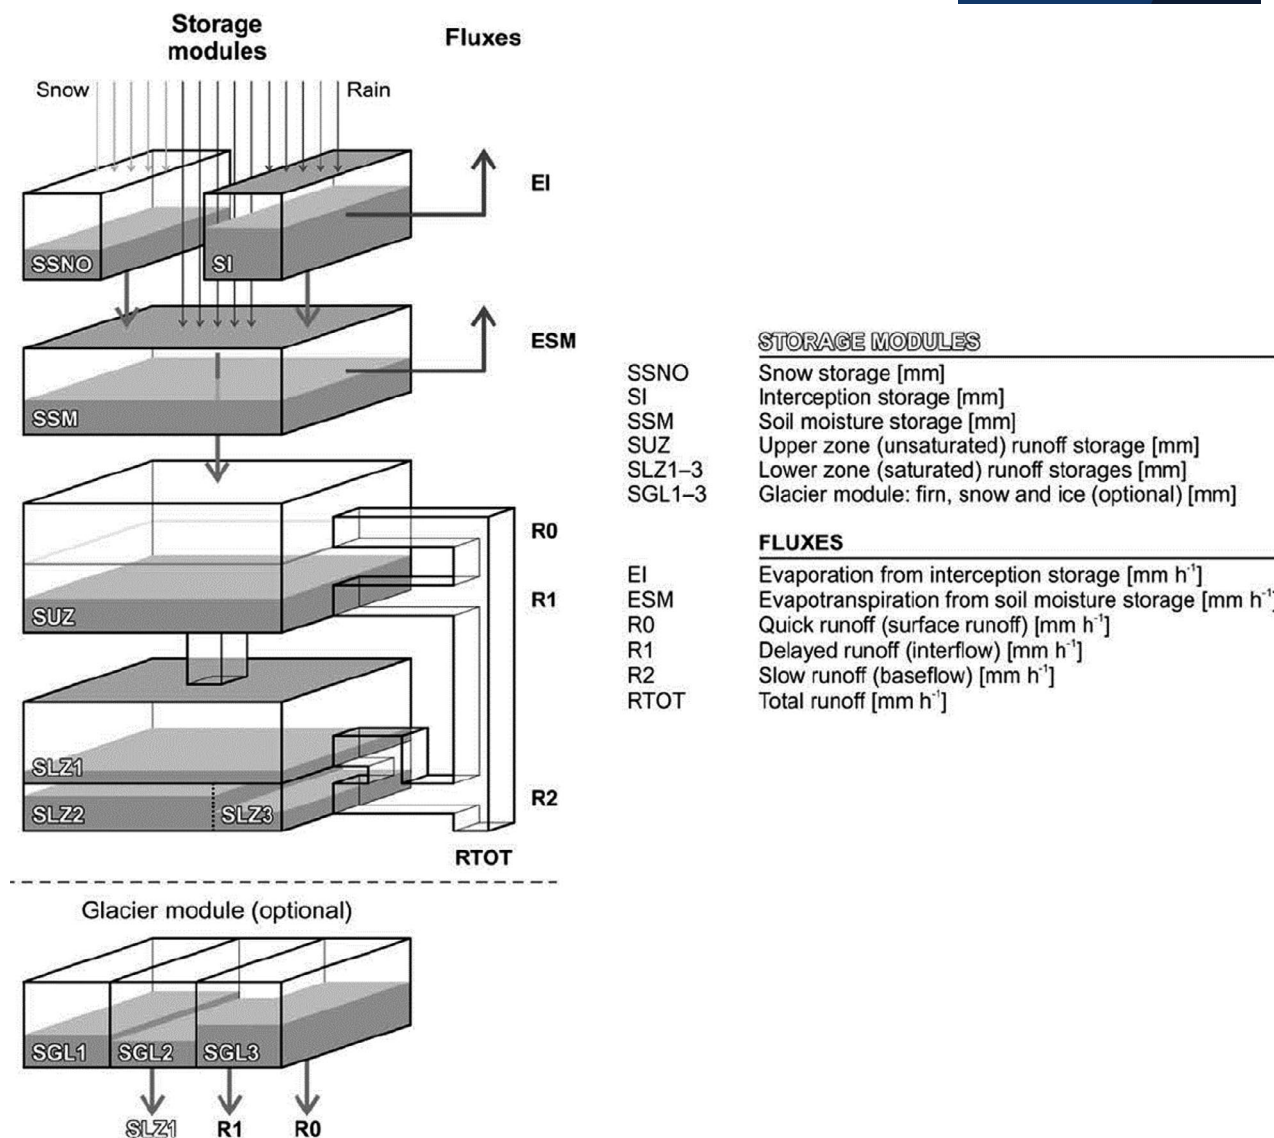 Storage
modules
Fluxes
Snow
Rain
EI
SSNO
SI
ESM
SSM
R0
R1
SUZ
SLZ1
SLZ2
SLZ3
R2
RTOT
Glacier module (optional)
SGL1
SGL2
SGL3
SLZ1
R1
R0
STORAGE MODULES
SSNO Snow storage [mm]
SI Interception storage [mm]
SSM Soil moisture storage [mm]
SUZ Upper zone (unsaturated) runoff storage [mm]
SLZ1–3 Lower zone (saturated) runoff storages [mm]
SGL1–3 Glacier module: firn, snow and ice (optional) [mm]
FLUXES
EI Evaporation from interception storage [mm h⁻¹]
ESM Evapotranspiration from soil moisture storage [mm h⁻¹]
R0 Quick runoff (surface runoff) [mm h⁻¹]
R1 Delayed runoff (interflow) [mm h⁻¹]
R2 Slow runoff (baseflow) [mm h⁻¹]
RTOT Total runoff [mm h⁻¹]